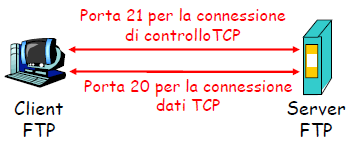 Porta 21 per la connessione
di controlloTCP
Porta 20 per la connessione
dati TCP
Client
FTP
Server
FTP